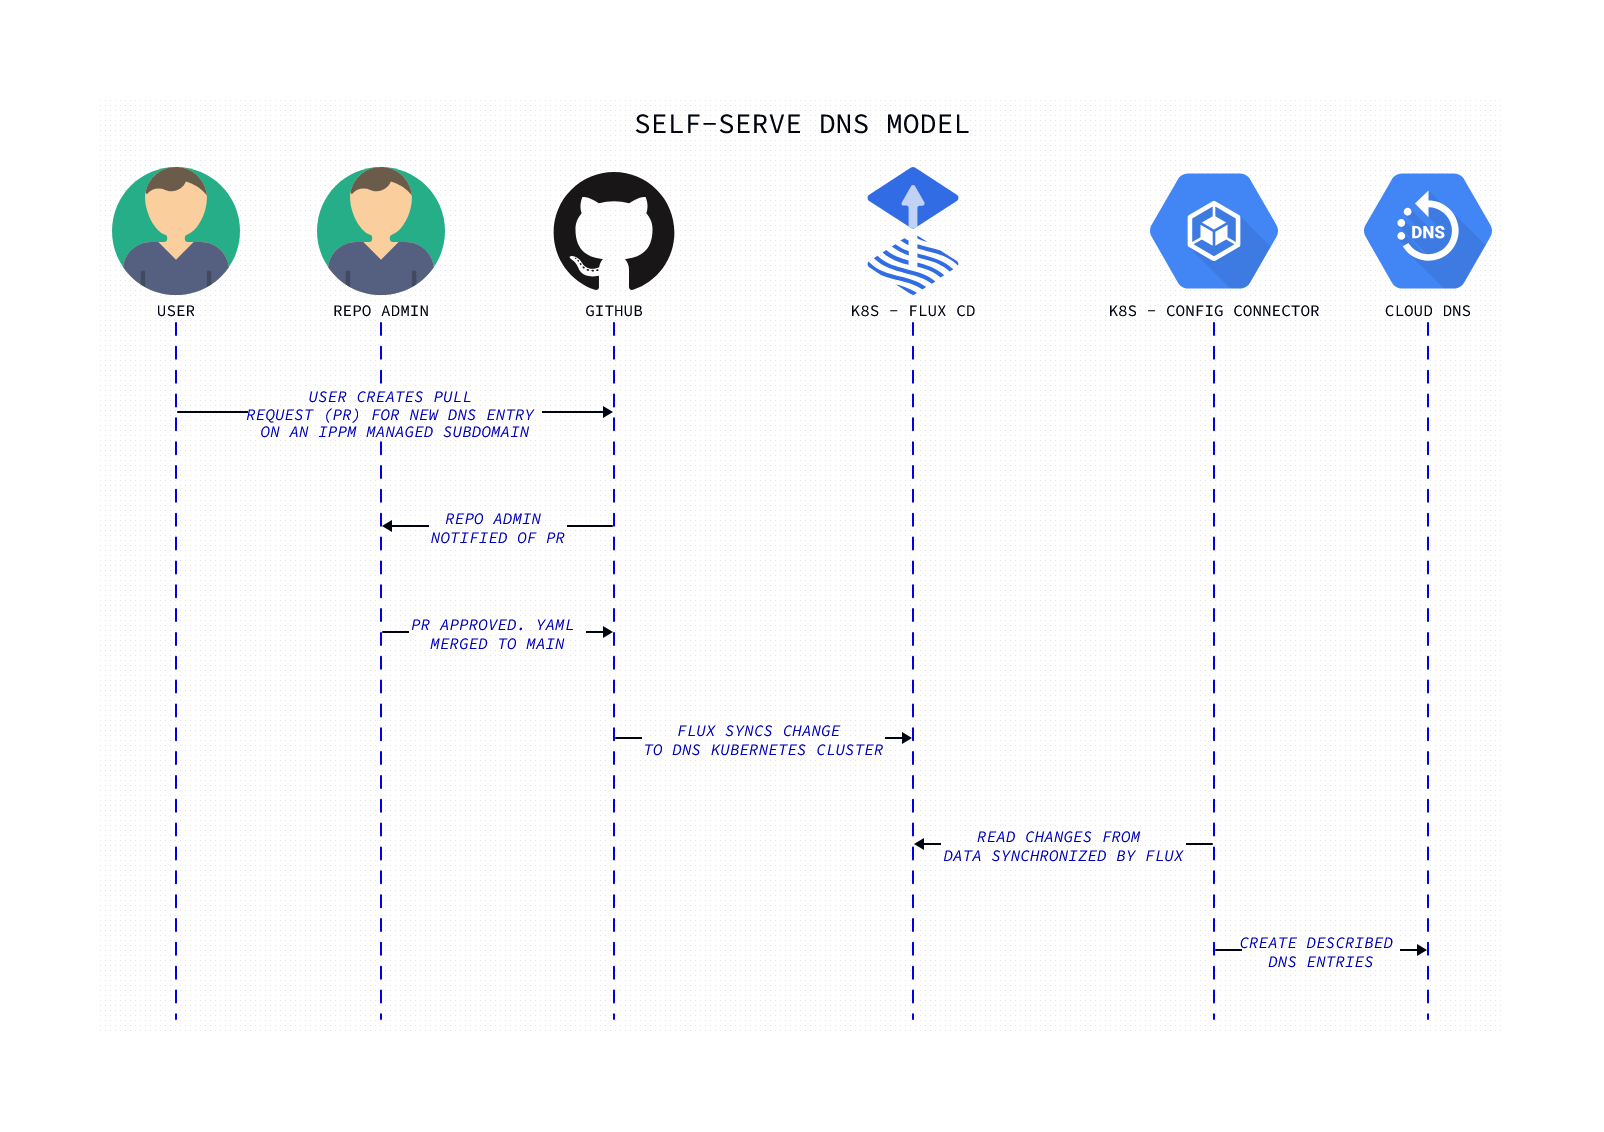 SELF-SERVE DNS MODEL
DNS
USER
REPO ADMIN
GITHUB
K8S - FLUX CD
K8S - CONFIG CONNECTOR
CLOUD DNS
USER CREATES PULL
REQUEST (PR) FOR NEW DNS ENTRY
ON AN IPPM MANAGED SUBDOMAIN
REPO ADMIN
NOTIFIED OF PR
PR APPROVED. YAML
MERGED TO MAIN
FLUX SYNCS CHANGE
TO DNS KUBERNETES CLUSTER
READ CHANGES FROM
DATA SYNCHRONIZED BY FLUX
CREATE DESCRIBED
DNS ENTRIES